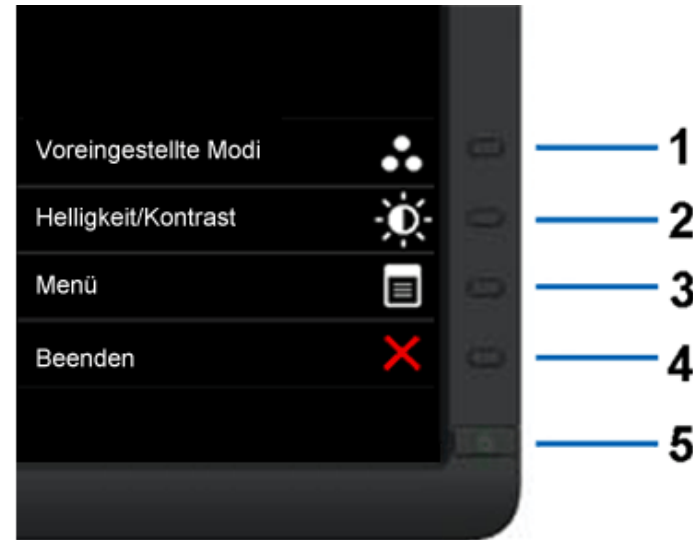 Voreingestellte Modi 1
Helligkeit/Kontrast 2
Menü 3
Beenden 4
5